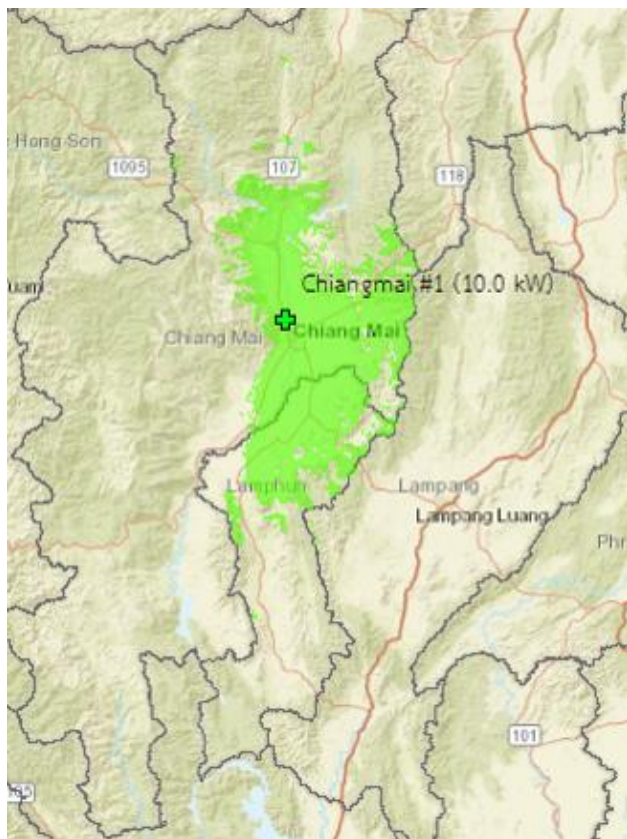 Hong Son
1095
107
118
Chiangmai #1 (10.0 kW)
Chiang Mai
Chiang Mai
Lamphun
Lampang
Lampang Luang
101